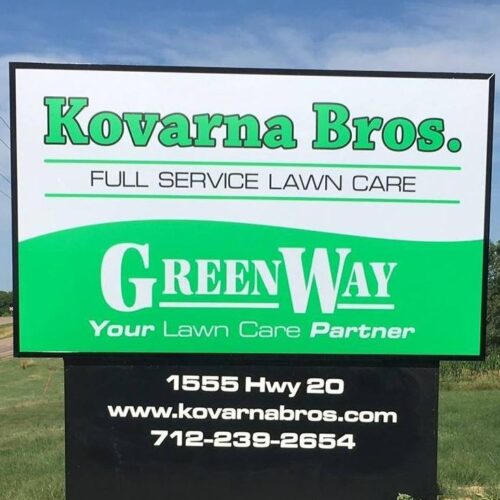 Kovarna Bros.
FULL SERVICE LAWN CARE
GREENWAY
Your Lawn Care Partner
1555 Hwy 20
www.kovarnabros.com
712-239-2654